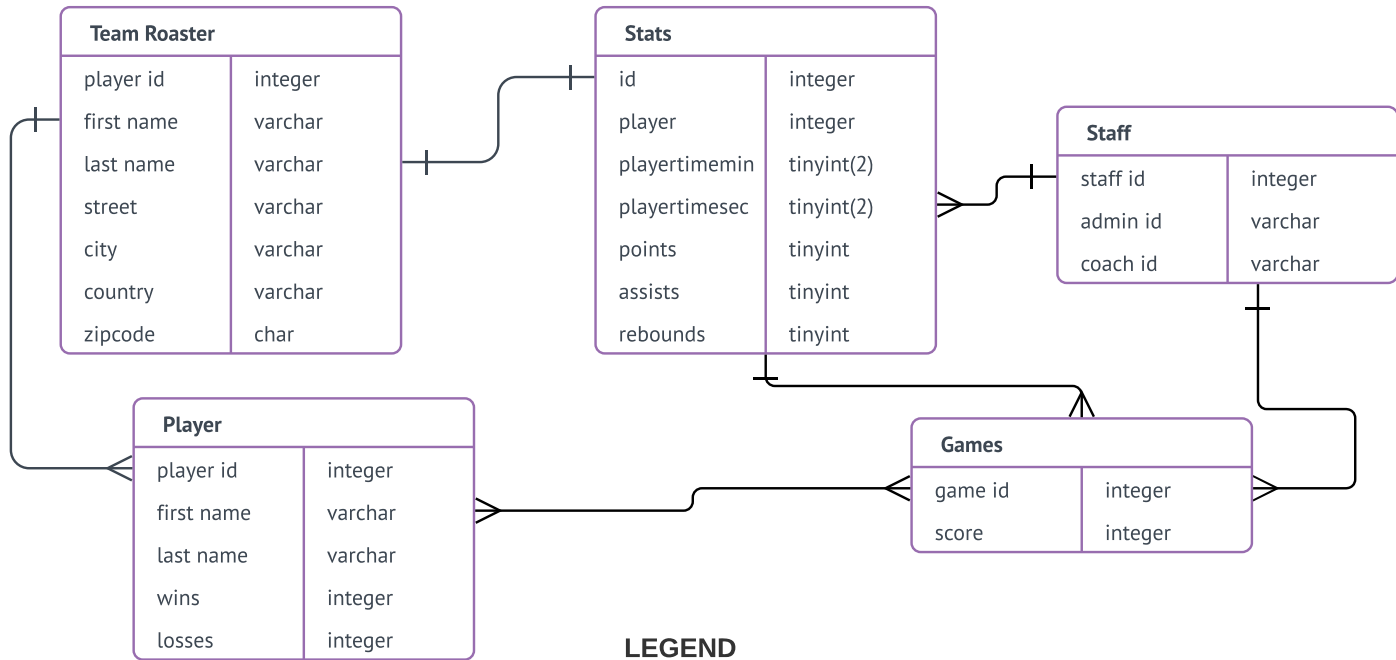 Team Roaster
player id integer
first name varchar
last name varchar
street varchar
city varchar
country varchar
zipcode char
Stats
id integer
player integer
playertimemin tinyint(2)
playertimesec tinyint(2)
points tinyint
assists tinyint
rebounds tinyint
Staff
staff id integer
admin id varchar
coach id varchar
Player
player id integer
first name varchar
last name varchar
wins integer
losses integer
Games
game id integer
score integer
LEGEND